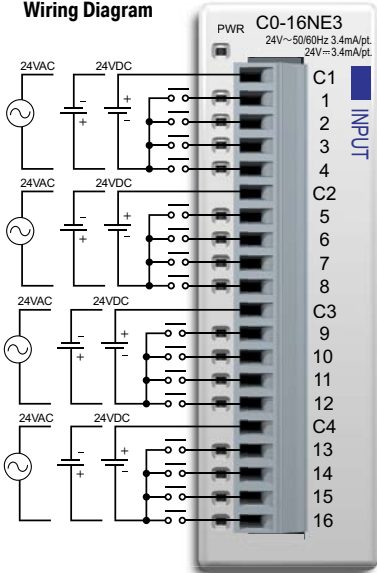 Wiring Diagram
PWR C0-16NE3
24V～50/60Hz 3.4mA/pt.
24V⎓3.4mA/pt.
24VAC 24VDC C1
1
2
3
4
INPUT
24VAC 24VDC C2
5
6
7
8
24VAC 24VDC C3
9
10
11
12
24VAC 24VDC C4
13
14
15
16